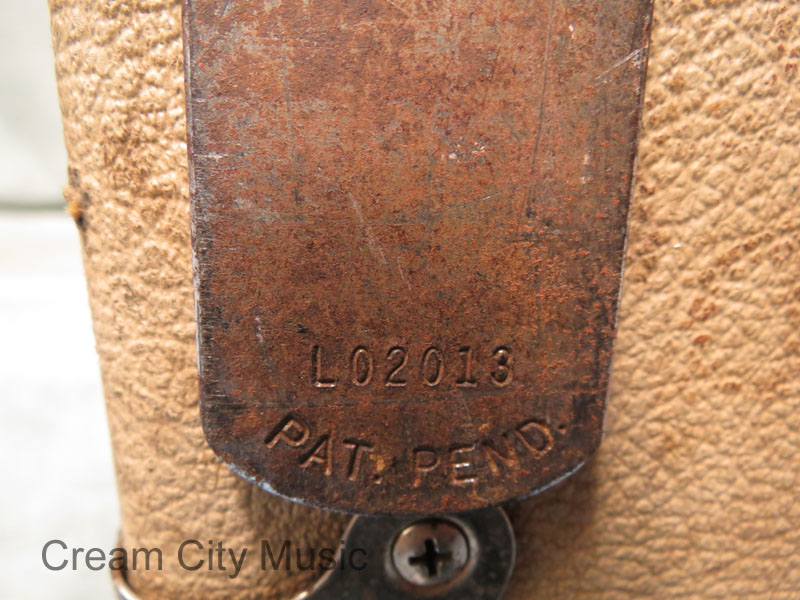 L02013
PAT. PEND.
Cream City Music